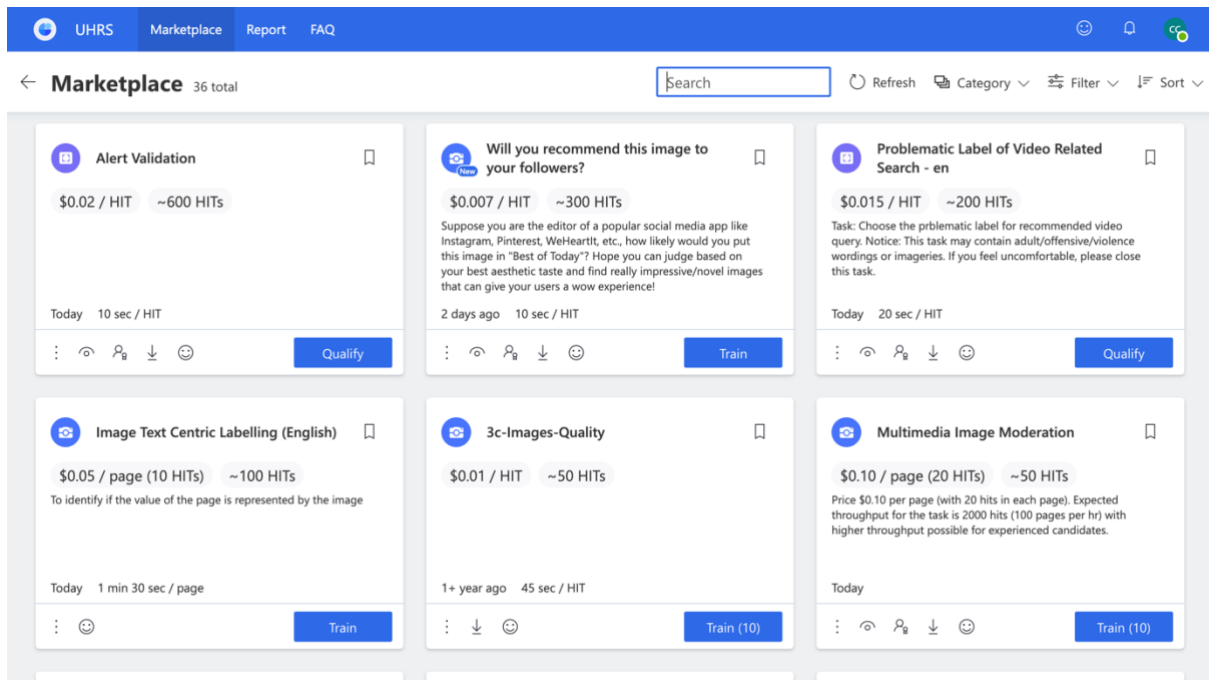 UHRS Marketplace Report FAQ CC
Marketplace 36 total Search Refresh Category Filter Sort
Alert Validation
$0.02 / HIT ~600 HITs
Today 10 sec / HIT
Qualify
New
Will you recommend this image to
your followers?
$0.007 / HIT ~300 HITs
Suppose you are the editor of a popular social media app like
Instagram, Pinterest, WeHeartIt, etc., how likely would you put
this image in "Best of Today"? Hope you can judge based on
your best aesthetic taste and find really impressive/novel images
that can give your users a wow experience!
2 days ago 10 sec / HIT
Train
Problematic Label of Video Related
Search - en
$0.015 / HIT ~200 HITs
Task: Choose the prblematic label for recommended video
query. Notice: This task may contain adult/offensive/violence
wordings or imageries. If you feel uncomfortable, please close
this task.
Today 20 sec / HIT
Qualify
Image Text Centric Labelling (English)
$0.05 / page (10 HITs) ~100 HITs
To identify if the value of the page is represented by the image
Today 1 min 30 sec / page
Train
3c-Images-Quality
$0.01 / HIT ~50 HITs
1+ year ago 45 sec / HIT
Train (10)
Multimedia Image Moderation
$0.10 / page (20 HITs) ~50 HITs
Price $0.10 per page (with 20 hits in each page). Expected
throughput for the task is 2000 hits (100 pages per hr) with
higher throughput possible for experienced candidates.
Today
Train (10)